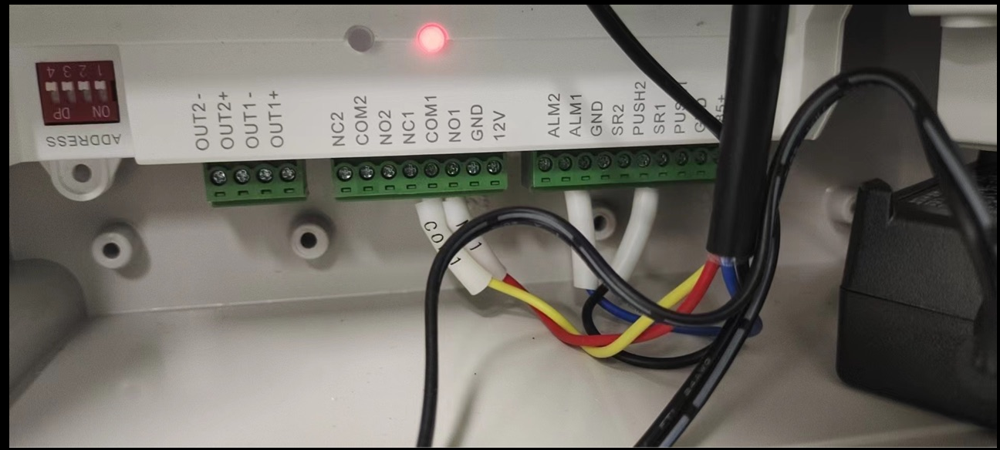 1 2 3 4
ON DP
ADDRESS
OUT2-
OUT2+
OUT1-
OUT1+
NC2
COM2
NO2
NC1
COM1
NO1
GND
12V
ALM2
ALM1
GND
SR2
PUSH2
SR1